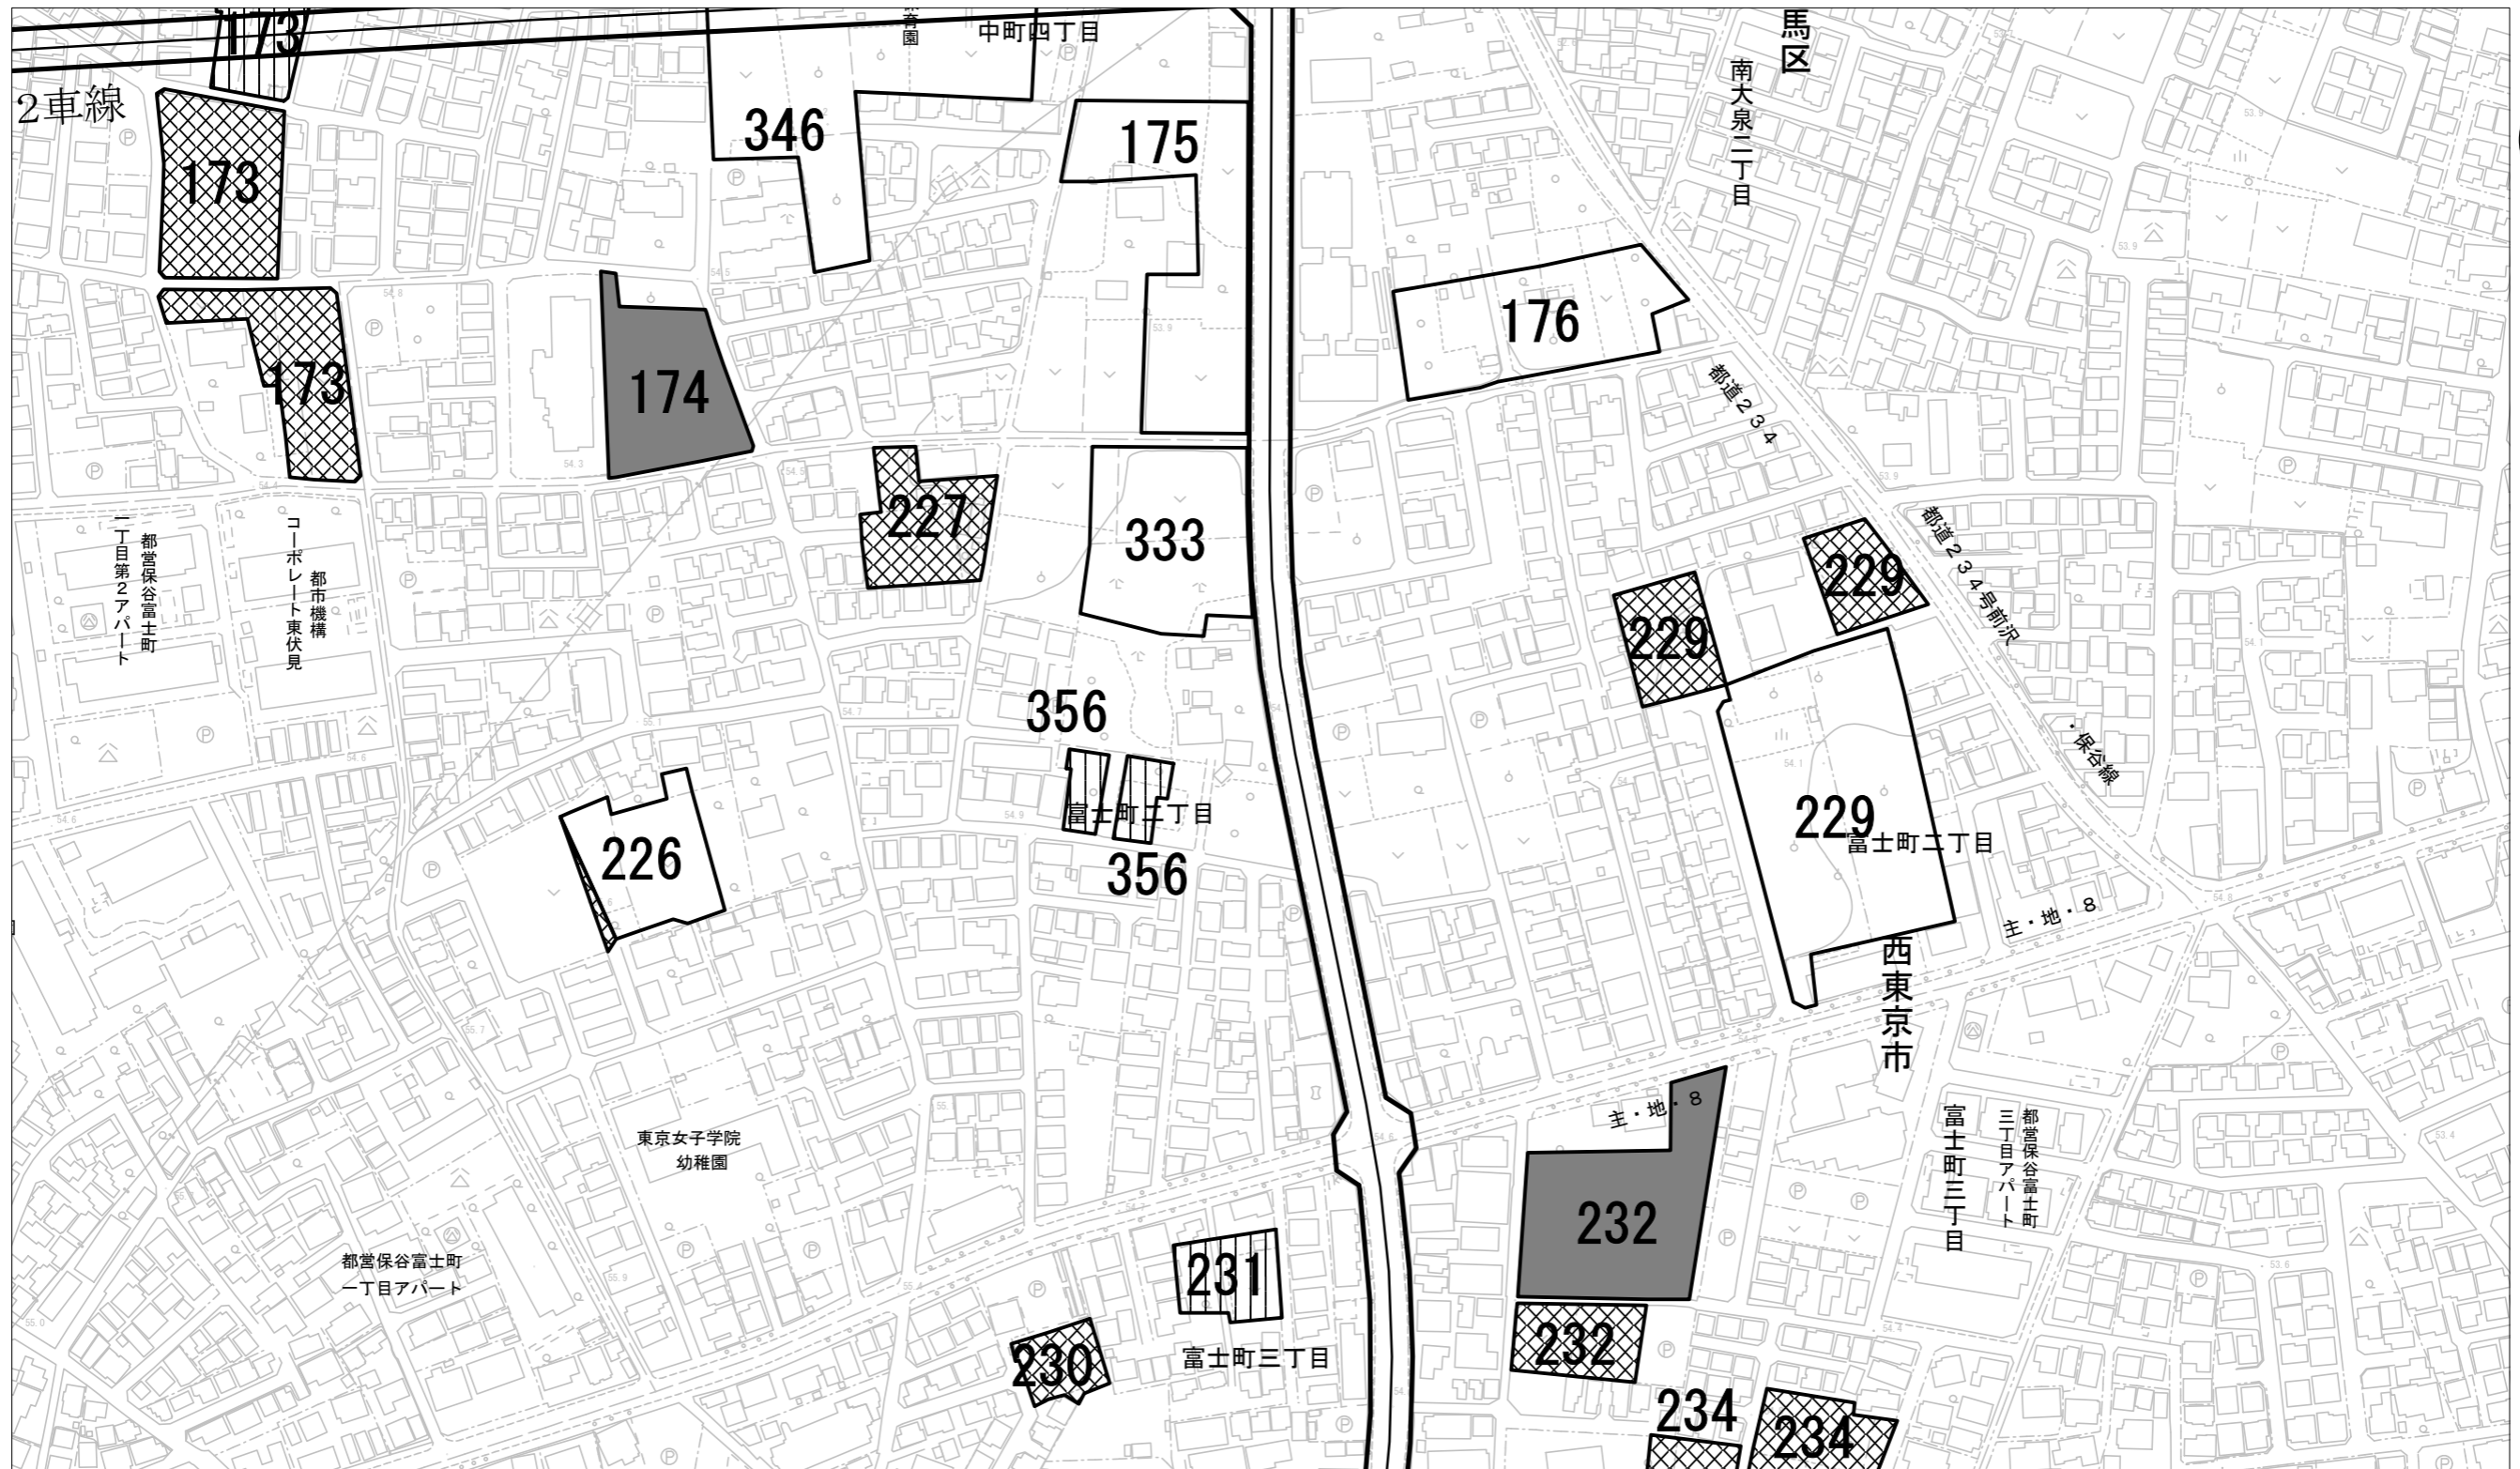 173
中町四丁目
馬区
2車線
346
175
南大泉二丁目
173
176
173
174
都道234
227
333
229
都道234号前沢
229
都営保谷富士町
一丁目第2アパート
都市機構
コーポレート東伏見
356
・保谷線
富士町二丁目
229
富士町二丁目
226
356
主・地・8
西東京市
主・地・8
東京女子学院
幼稚園
富士町三丁目
都営保谷富士町
三丁目アパート
232
都営保谷富士町
一丁目アパート
231
230
富士町三丁目
232
234
234